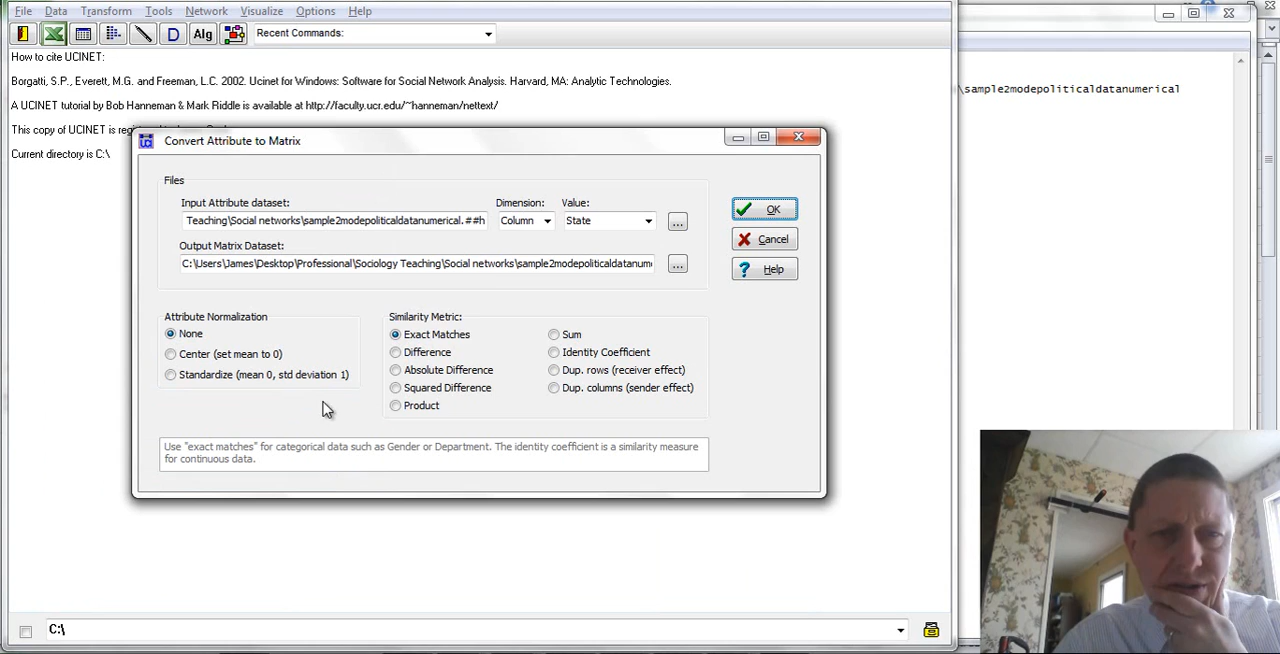 File Data Transform Tools Network Visualize Options Help
D Alg Recent Commands:
How to cite UCINET:
Borgatti, S.P., Everett, M.G. and Freeman, L.C. 2002. Ucinet for Windows: Software for Social Network Analysis. Harvard, MA: Analytic Technologies.
A UCINET tutorial by Bob Hanneman & Mark Riddle is available at http://faculty.ucr.edu/~hanneman/nettext/
This copy of UCINET is
Current directory is C:\
\sample2modepoliticaldatanumerical
Convert Attribute to Matrix
Files
Input Attribute dataset: Dimension: Value:
Teaching\Social networks\sample2modepoliticaldatanumerical.##h Column State ...
OK
Output Matrix Dataset:
Cancel
C:\Users\James\Desktop\Professional\Sociology Teaching\Social networks\sample2modepoliticaldatanum ...
? Help
Attribute Normalization
None
Center (set mean to 0)
Standardize (mean 0, std deviation 1)
Similarity Metric:
Exact Matches
Difference
Absolute Difference
Squared Difference
Product
Sum
Identity Coefficient
Dup. rows (receiver effect)
Dup. columns (sender effect)
Use "exact matches" for categorical data such as Gender or Department. The identity coefficient is a similarity measure
for continuous data.
C:\